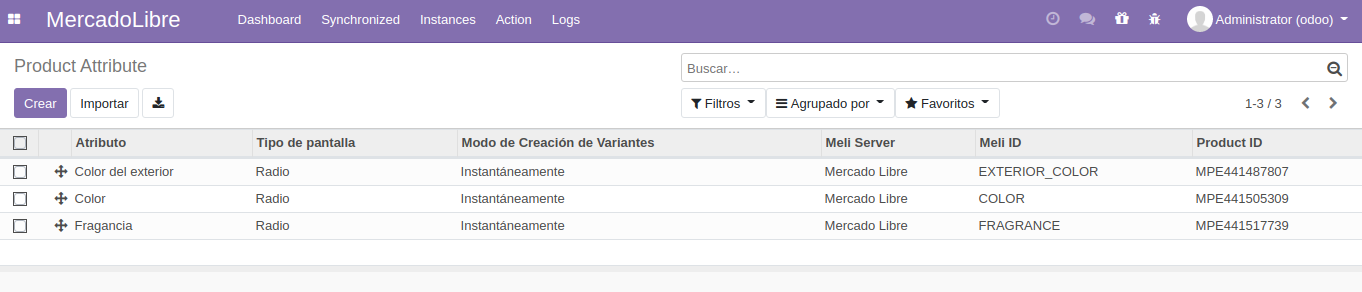 MercadoLibre Dashboard Synchronized Instances Action Logs Administrator (odoo)
Product Attribute
Buscar...
Crear Importar Filtros Agrupado por Favoritos 1-3 / 3
Atributo Tipo de pantalla Modo de Creación de Variantes Meli Server Meli ID Product ID
Color del exterior Radio Instantáneamente Mercado Libre EXTERIOR_COLOR MPE441487807
Color Radio Instantáneamente Mercado Libre COLOR MPE441505309
Fragancia Radio Instantáneamente Mercado Libre FRAGRANCE MPE441517739